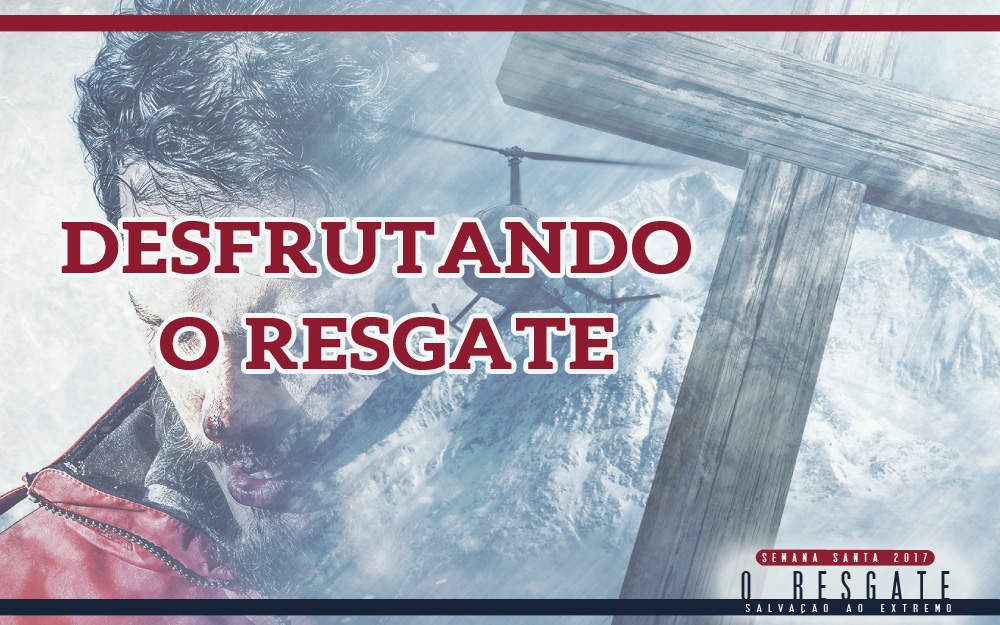 DESFRUTANDO
O RESGATE
SEMANA SANTA 2017
O RESGATE
SALVAÇÃO AO EXTREMO